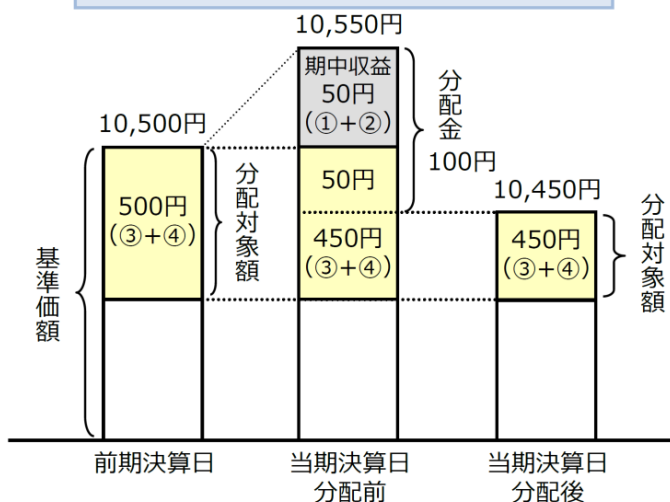 10,550円
期中収益
50円
(①+②)
分配金
100円
10,500円
500円
(③+④)
分配対象額
50円
450円
(③+④)
10,450円
450円
(③+④)
分配対象額
基準価額
前期決算日
当期決算日
分配前
当期決算日
分配後